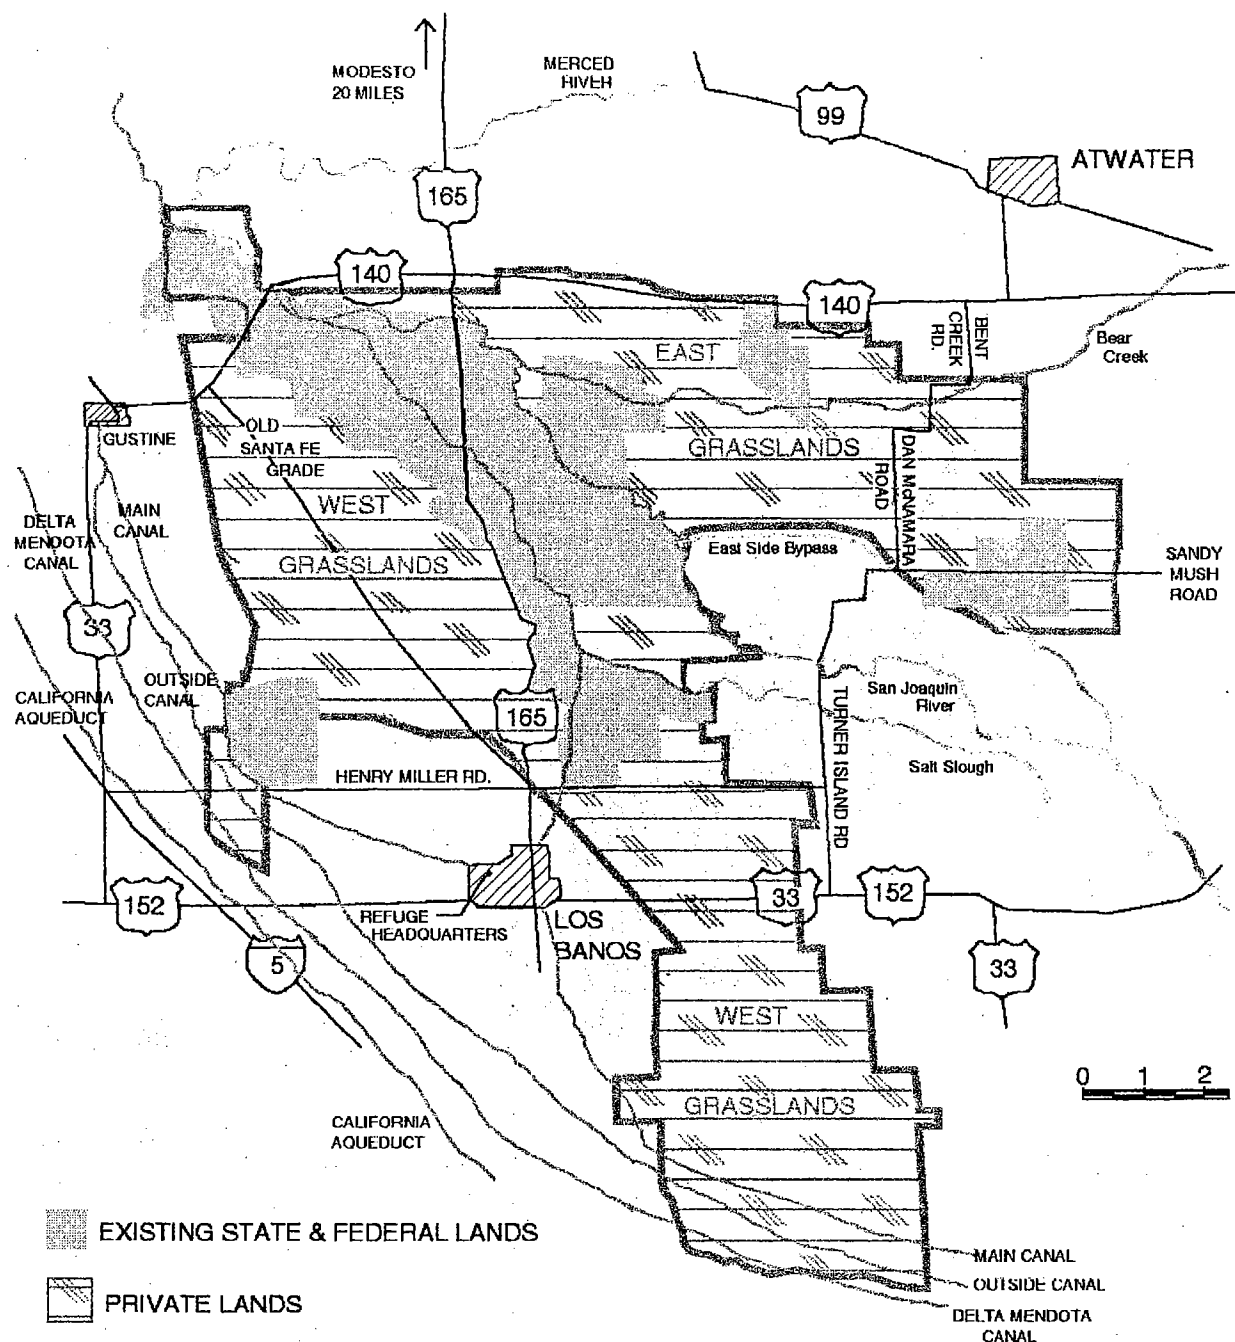 MODESTO
20 MILES
MERCED
RIVER
99
ATWATER
165
140
140
BENT
CREEK
RD.
Bear
Creek
EAST
GUSTINE
OLD
SANTA FE
GRADE
GRASSLANDS
DAN McNAMARA
ROAD
DELTA
MENDOTA
CANAL
MAIN
CANAL
WEST
GRASSLANDS
East Side Bypass
SANDY
MUSH
ROAD
33
CALIFORNIA
AQUEDUCT
OUTSIDE
CANAL
165
TURNER ISLAND RD
San Joaquin
River
Salt Slough
HENRY MILLER RD.
152
REFUGE
HEADQUARTERS
LOS
BANOS
33
152
5
33
WEST
GRASSLANDS
0 1 2
CALIFORNIA
AQUEDUCT
EXISTING STATE & FEDERAL LANDS
PRIVATE LANDS
MAIN CANAL
OUTSIDE CANAL
DELTA MENDOTA
CANAL